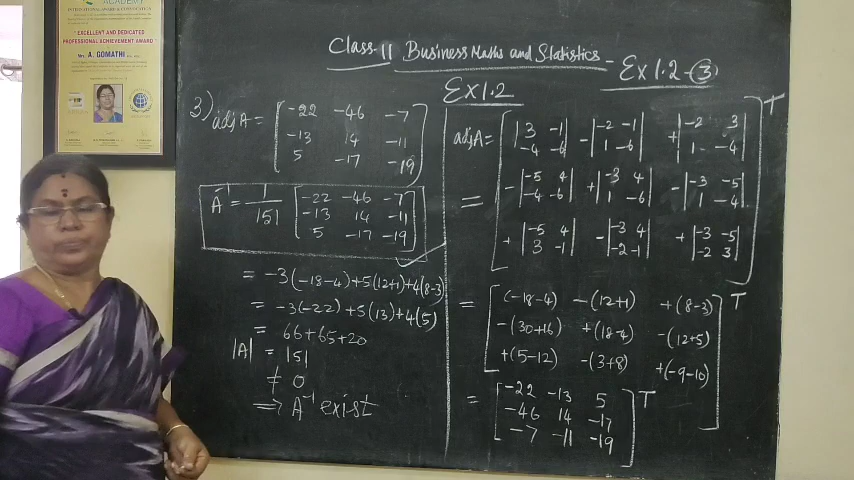 ACADEMY
INTERNATIONAL AWARD & CONFERENCES
"EXCELLENT AND DEDICATED
PROFESSIONAL ACHIEVEMENT AWARD"
Mrs. A. GOMATHI
Class-11 Business Maths and Statistics - Ex 1.2 - (3)
3) adj A = [ -22 -46 -7
-13 14 -11
5 -17 -19 ]
A⁻¹ = 1/151 [ -22 -46 -7
-13 14 -11
5 -17 -19 ]
= -3(-18-4)+5(12+1)+4(8-3)
= -3(-22)+5(13)+4(5)
= 66+65+20
|A| = 151
≠ 0
⇒ A⁻¹ exist
Ex 1.2
adj A = [ |3 -1| -|-2 -1| +|-2 3| ]T
|-4 -6| |1 -6| |1 -4|
= -|-5 4| +|-3 4| -|-3 -5|
|-4 -6| |1 -6| |1 -4|
+|-5 4| -|-3 4| +|-3 -5|
|3 -1| |-2 -1| |-2 3|
= [ (-18-4) -(12+1) +(8-3) ]T
-(30+16) +(18-4) -(12+5)
+(5-12) -(3+8) +(-9-10)
= [ -22 -13 5 ]T
-46 14 -17
-7 -11 -19